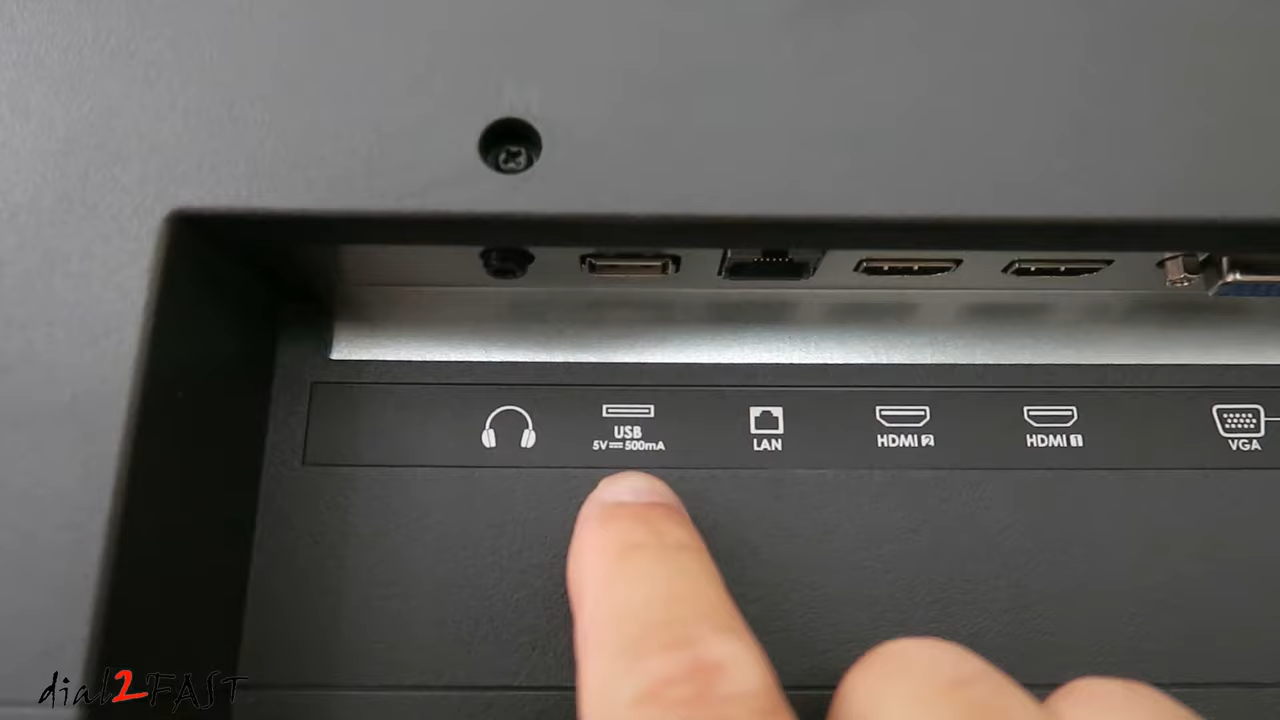 USB
5V⎓500mA
LAN
HDMI 2
HDMI 1
VGA
dial2FAST